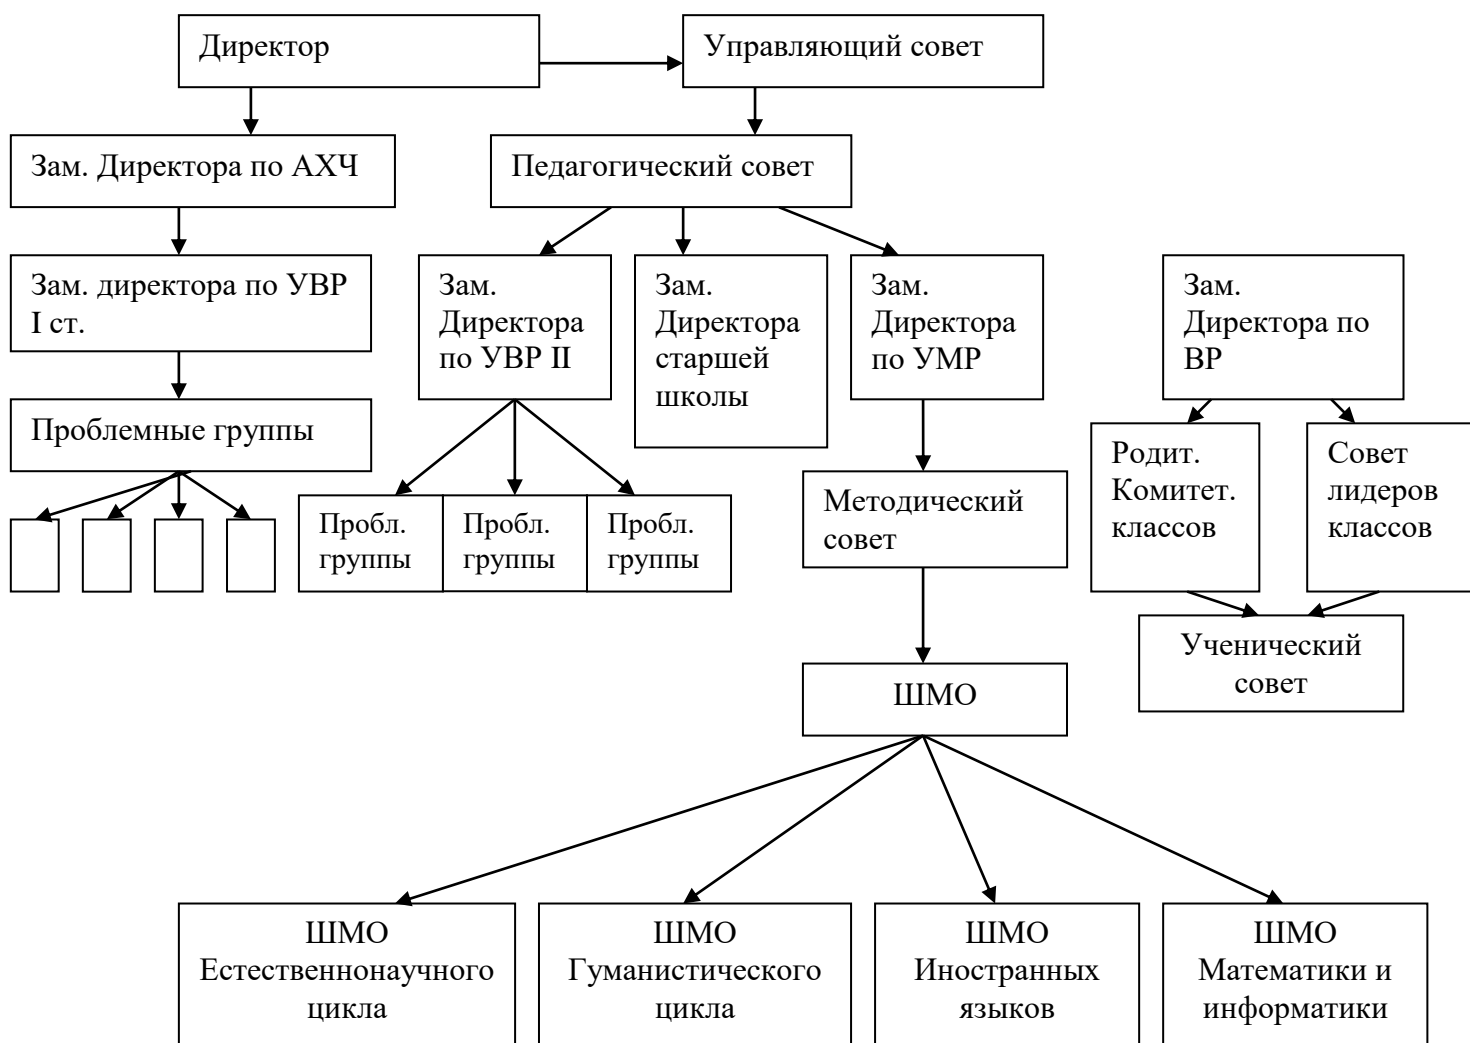 Директор
Управляющий совет
Зам. Директора по АХЧ
Педагогический совет
Зам. директора по УВР
I ст.
Зам.
Директора
по УВР II
Зам.
Директора
старшей
школы
Зам.
Директора
по УМР
Зам.
Директора по
ВР
Проблемные группы
Родит.
Комитет.
классов
Совет
лидеров
классов
Пробл.
группы
Пробл.
группы
Пробл.
группы
Методический
совет
Ученический
совет
ШМО
ШМО
Естественнонаучного
цикла
ШМО
Гуманистического
цикла
ШМО
Иностранных
языков
ШМО
Математики и
информатики